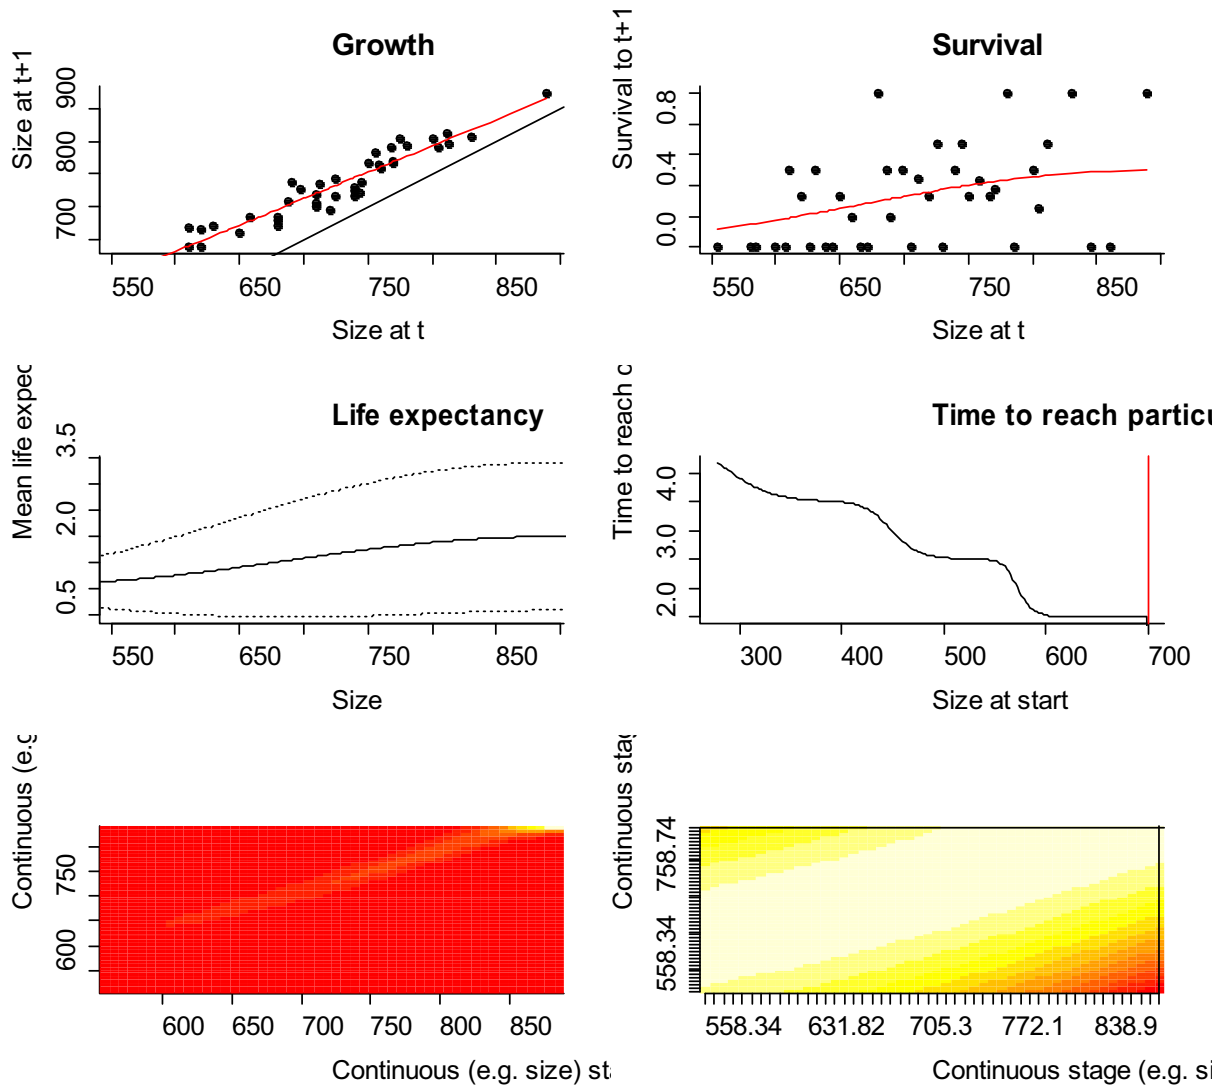 Growth
Size at t+1
900
800
700
550 650 750 850
Size at t
Survival
Survival to t+1
0.8
0.4
0.0
550 650 750 850
Size at t
Life expectancy
Mean life expec
3.5
2.0
0.5
550 650 750 850
Size
Time to reach particu
Time to reach
4.0
3.0
2.0
300 400 500 600 700
Size at start
Continuous (e.g
750
600
600 650 700 750 800 850
Continuous (e.g. size) sta
Continuous stag
758.74
558.34
558.34 631.82 705.3 772.1 838.9
Continuous stage (e.g. si